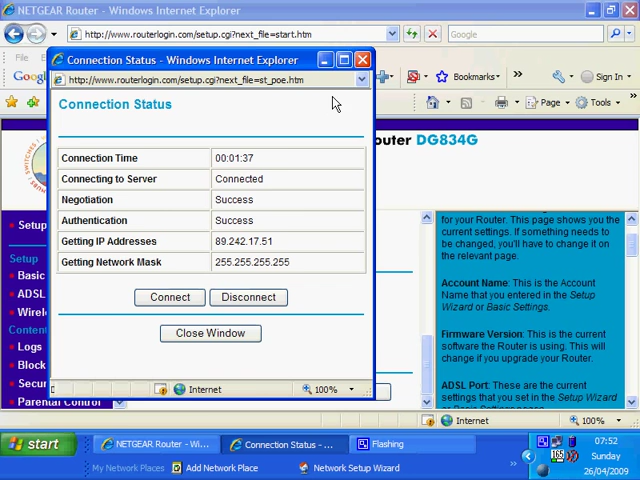 NETGEAR Router - Windows Internet Explorer
http://www.routerlogin.com/setup.cgi?next_file=start.htm
Google
File
Connection Status - Windows Internet Explorer
http://www.routerlogin.com/setup.cgi?next_file=st_poe.htm
Googl
Bookmarks
Sign In
Page
Tools
Connection Status
outer DG834G
Connection Time 00:01:37
Connecting to Server Connected
Negotiation Success
Authentication Success
Getting IP Addresses 89.242.17.51
Getting Network Mask 255.255.255.255
Connect Disconnect
Close Window
Internet 100%
SWITCHES
Setup
Setup
Basic
ADSL
Wirel
Content
Logs
Block
Secur
Parental Control
for your Router. This page shows you the
current settings. If something needs
to be changed, you'll have to change it on
the relevant page.
Account Name: This is the Account
Name that you entered in the Setup
Wizard or Basic Settings.
Firmware Version: This is the current
software the Router is using. This will
change if you upgrade your Router.
ADSL Port: These are the current
settings that you set in the Setup Wizard
Internet 100%
start
NETGEAR Router - Wi...
Connection Status - ...
Flashing
My Network Places
Add Network Place
Network Setup Wizard
165
07:52
Sunday
26/04/2009